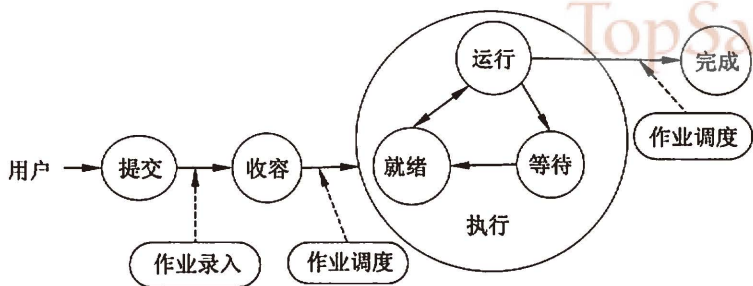 TopSa
运行
完成
作业调度
用户
提交
收容
就绪
等待
执行
作业录入
作业调度